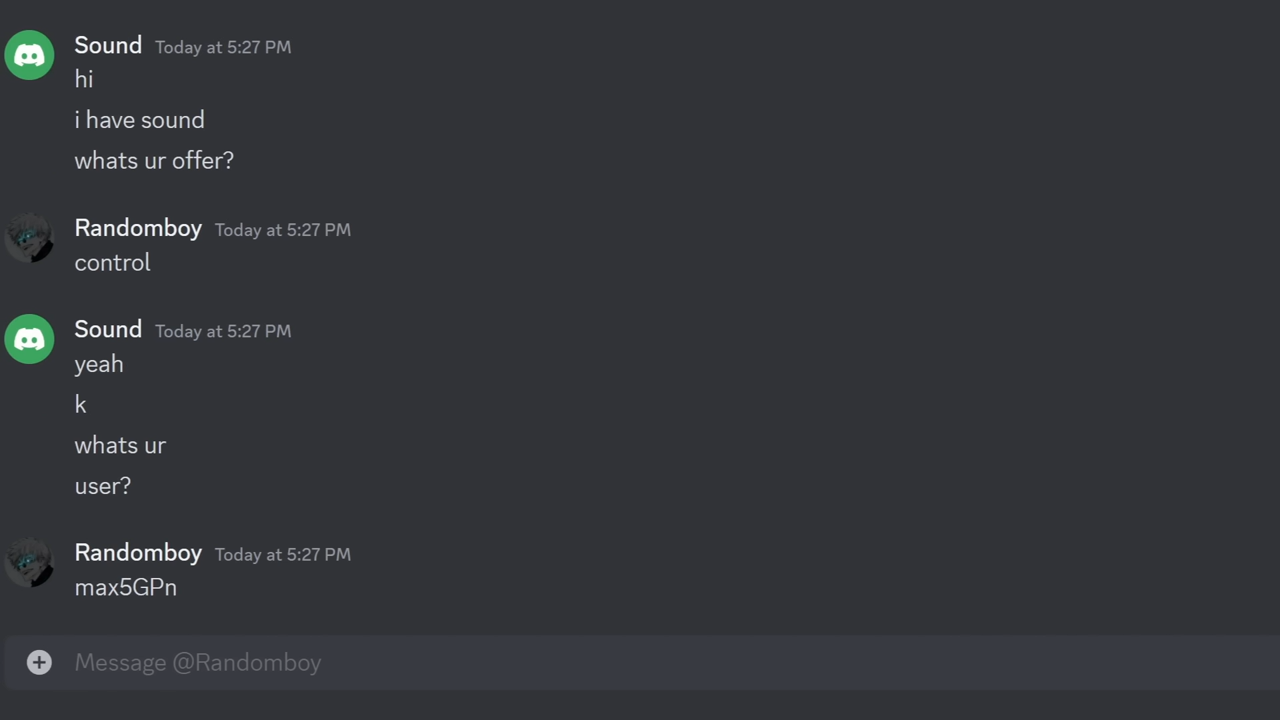 Sound Today at 5:27 PM
hi
i have sound
whats ur offer?
Randomboy Today at 5:27 PM
control
Sound Today at 5:27 PM
yeah
k
whats ur
user?
Randomboy Today at 5:27 PM
max5GPn
Message @Randomboy